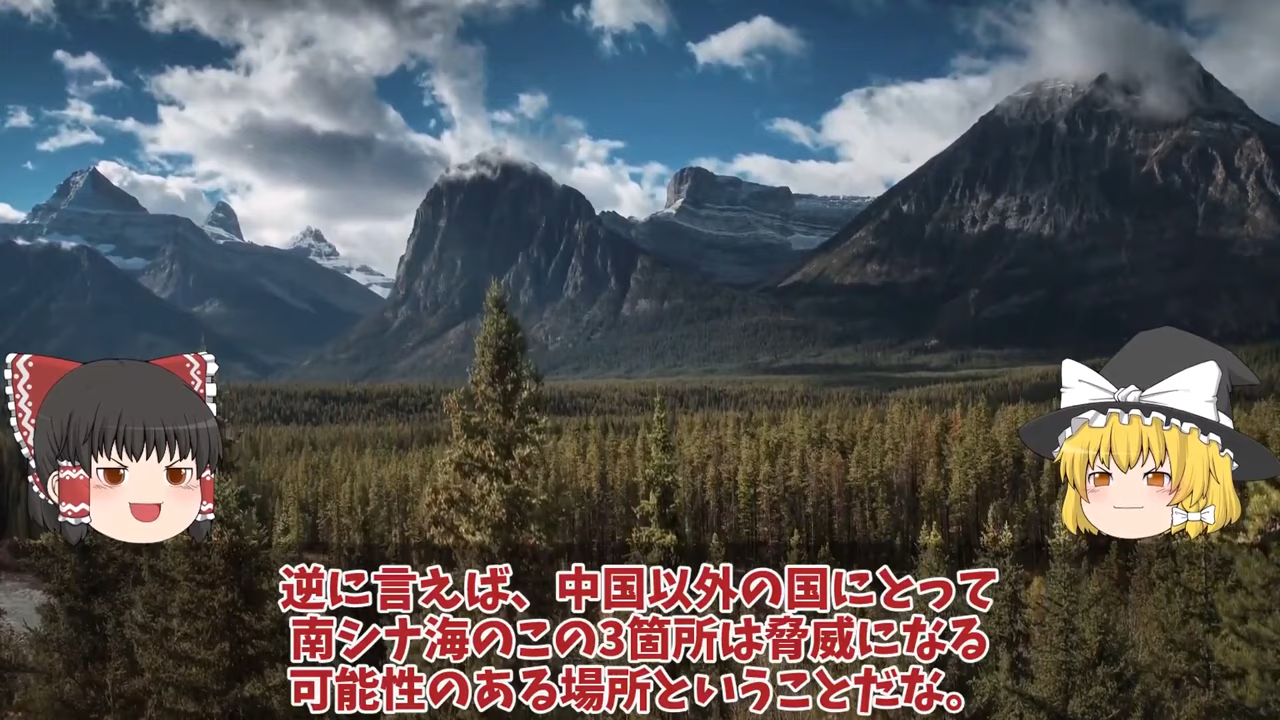 逆に言えば、中国以外の国にとって
南シナ海のこの3箇所は脅威になる
可能性のある場所ということだな。